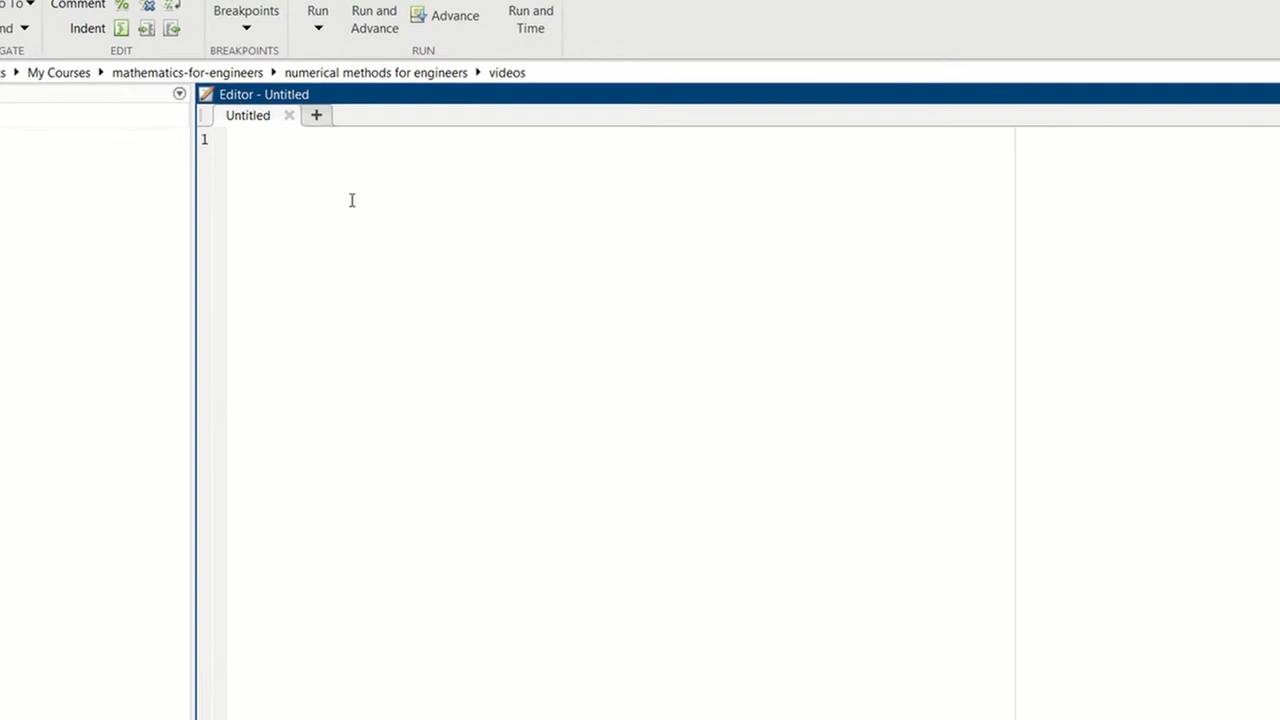 Comment
Breakpoints
Run
Run and
Advance
Advance
Run and
Time
Indent
EDIT
BREAKPOINTS
RUN
My Courses
mathematics-for-engineers
numerical methods for engineers
videos
Editor - Untitled
Untitled
1